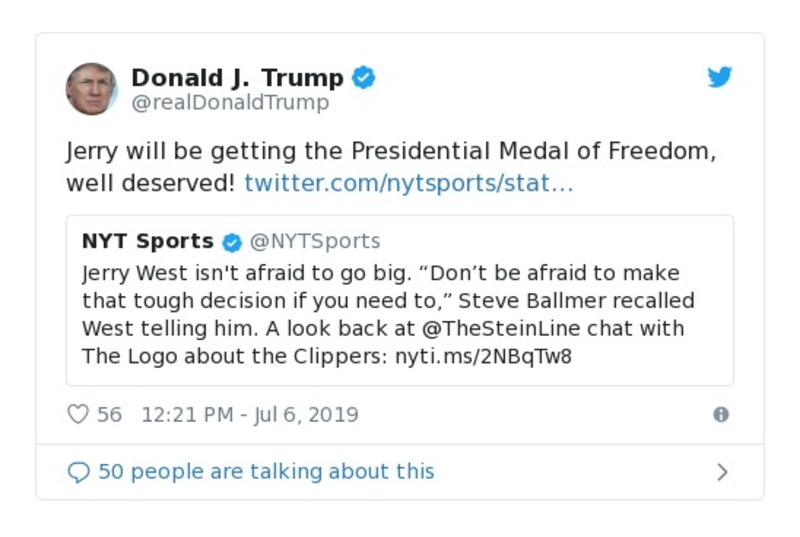 Donald J. Trump
@realDonaldTrump
Jerry will be getting the Presidential Medal of Freedom,
well deserved! twitter.com/nytsports/stat…
NYT Sports @NYTSports
Jerry West isn't afraid to go big. “Don’t be afraid to make
that tough decision if you need to,” Steve Ballmer recalled
West telling him. A look back at @TheSteinLine chat with
The Logo about the Clippers: nyti.ms/2NBqTw8
56 12:21 PM - Jul 6, 2019
50 people are talking about this